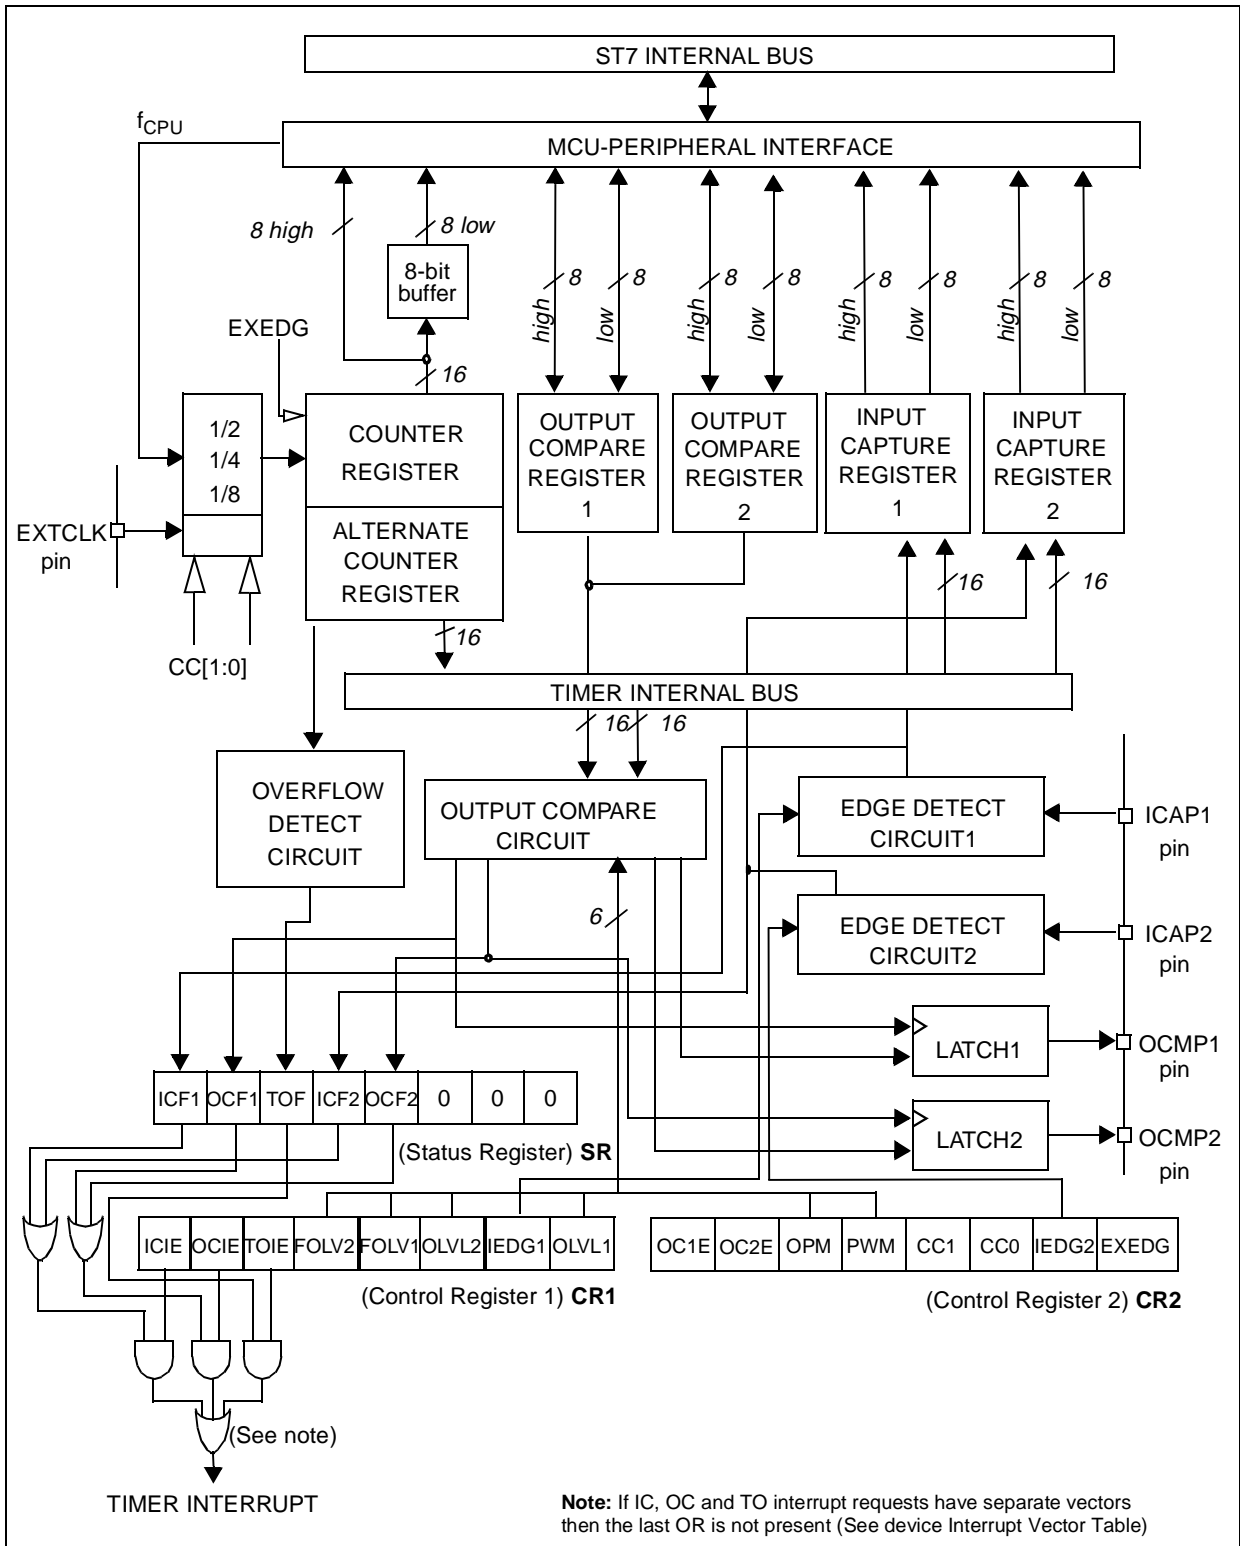 ST7 INTERNAL BUS
fCPU
MCU-PERIPHERAL INTERFACE
8 high
8 low
8-bit
buffer
high
8
low
8
high
8
low
8
high
8
low
8
high
8
low
8
EXEDG
16
1/2
1/4
1/8
COUNTER
REGISTER
ALTERNATE
COUNTER
REGISTER
OUTPUT
COMPARE
REGISTER
1
OUTPUT
COMPARE
REGISTER
2
INPUT
CAPTURE
REGISTER
1
INPUT
CAPTURE
REGISTER
2
EXTCLK
pin
CC[1:0]
16
16
16
TIMER INTERNAL BUS
16
16
OVERFLOW
DETECT
CIRCUIT
OUTPUT COMPARE
CIRCUIT
EDGE DETECT
CIRCUIT1
ICAP1
pin
6
EDGE DETECT
CIRCUIT2
ICAP2
pin
LATCH1
OCMP1
pin
LATCH2
OCMP2
pin
ICF1 OCF1 TOF ICF2 OCF2 0 0 0
(Status Register) SR
ICIE OCIE TOIE FOLV2 FOLV1 OLVL2 IEDG1 OLVL1
(Control Register 1) CR1
OC1E OC2E OPM PWM CC1 CC0 IEDG2 EXEDG
(Control Register 2) CR2
(See note)
TIMER INTERRUPT
Note: If IC, OC and TO interrupt requests have separate vectors
then the last OR is not present (See device Interrupt Vector Table)